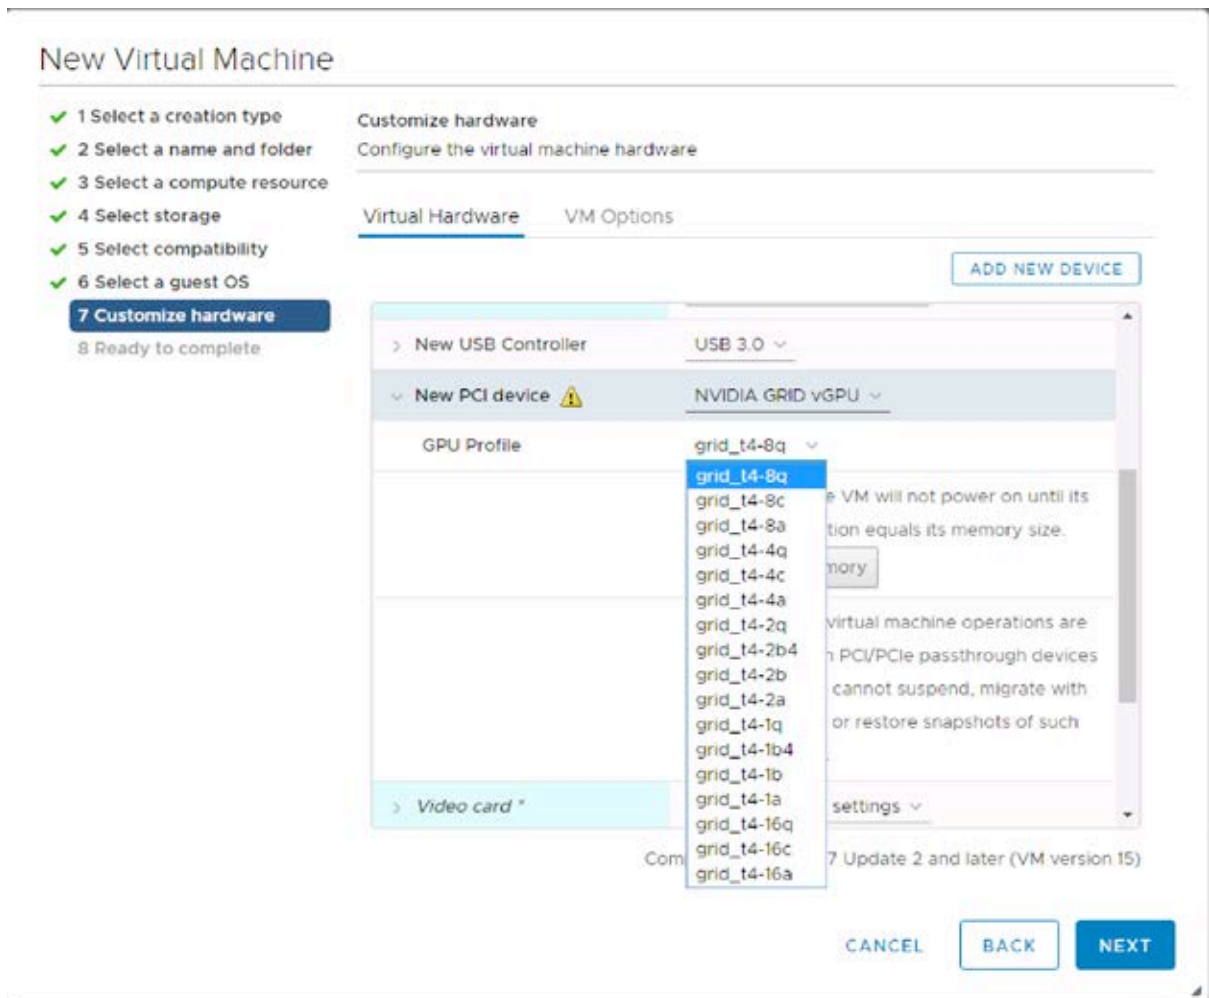 New Virtual Machine
1 Select a creation type
2 Select a name and folder
3 Select a compute resource
4 Select storage
5 Select compatibility
6 Select a guest OS
7 Customize hardware
8 Ready to complete
Customize hardware
Configure the virtual machine hardware
Virtual Hardware VM Options
ADD NEW DEVICE
New USB Controller USB 3.0
New PCI device NVIDIA GRID vGPU
GPU Profile grid_t4-8q
grid_t4-8q
grid_t4-8c
grid_t4-8a
grid_t4-4q
grid_t4-4c
grid_t4-4a
grid_t4-2q
grid_t4-2b4
grid_t4-2b
grid_t4-2a
grid_t4-1q
grid_t4-1b4
grid_t4-1b
grid_t4-1a
grid_t4-16q
grid_t4-16c
grid_t4-16a
e VM will not power on until its
tion equals its memory size.
mory
virtual machine operations are
PCI/PCIe passthrough devices
cannot suspend, migrate with
or restore snapshots of such
.
Video card * settings
Com 7 Update 2 and later (VM version 15)
CANCEL BACK NEXT